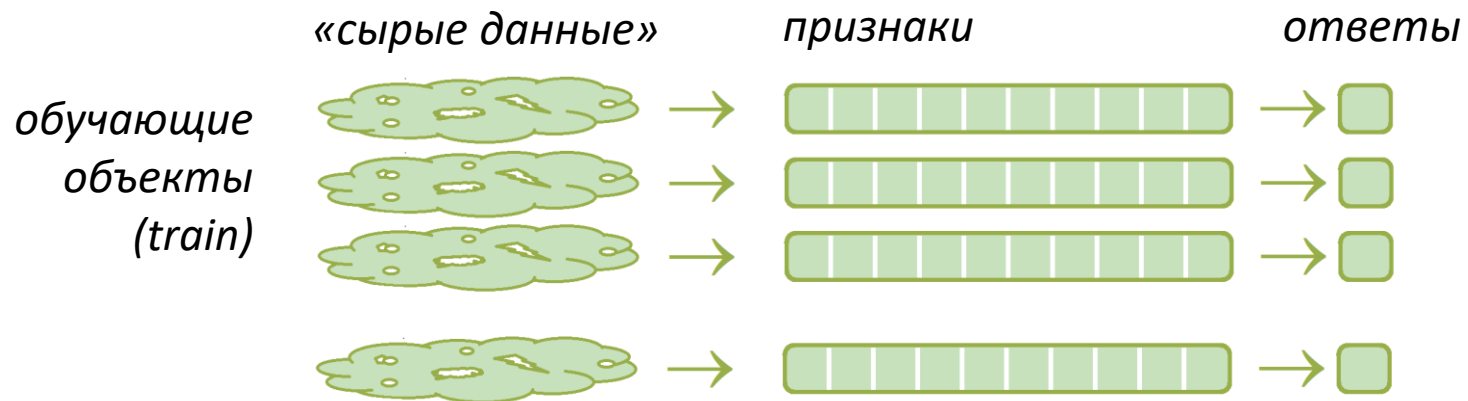 «сырые данные»
признаки
ответы
обучающие
объекты
(train)